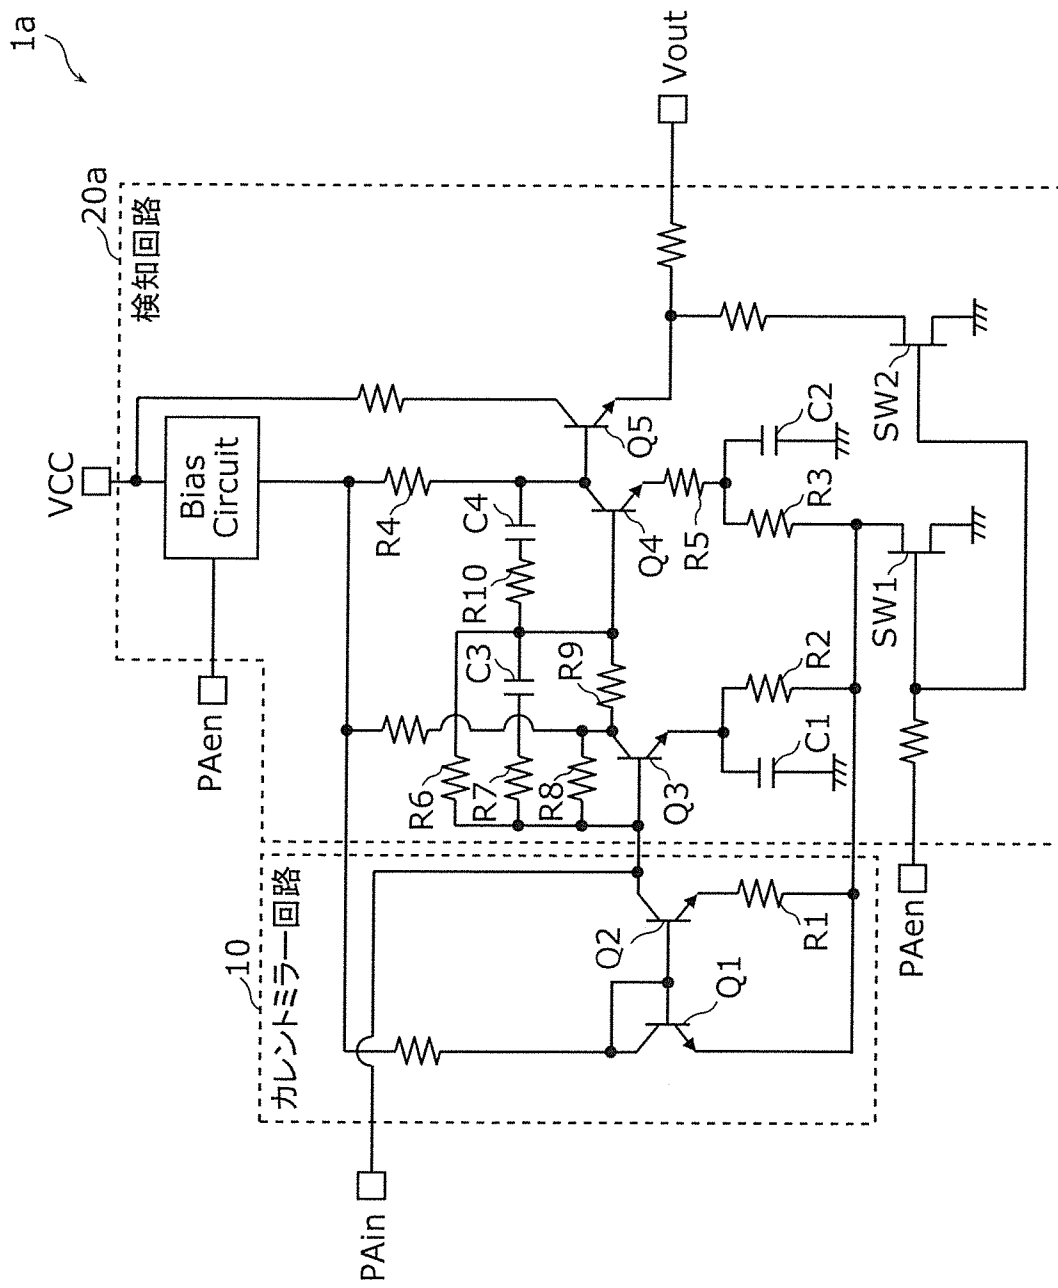 1a
20a
検知回路
VCC
Bias
Circuit
PAen
R4
C4
R10
Q5
Vout
Q4
R5
C2
R3
SW2
SW1
C3
R9
R6
R7
R8
Q3
R2
C1
PAen
10
カレントミラー回路
Q2
Q1
R1
PAin